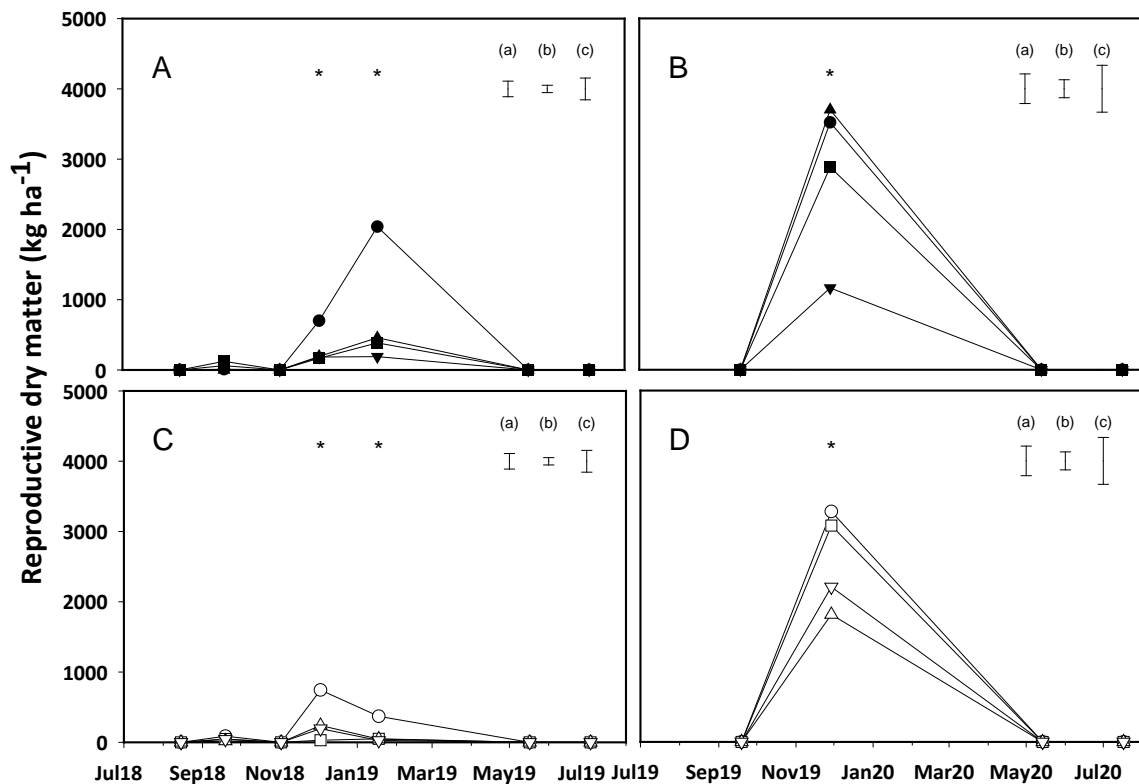 5000
4000
3000
2000
1000
0
A
* *
(a) (b) (c)
B
*
(a) (b) (c)
Reproductive dry matter (kg ha⁻¹)
5000
4000
3000
2000
1000
0
C
* *
(a) (b) (c)
D
*
(a) (b) (c)
Jul18 Sep18 Nov18 Jan19 Mar19 May19 Jul19
Jul19 Sep19 Nov19 Jan20 Mar20 May20 Jul20